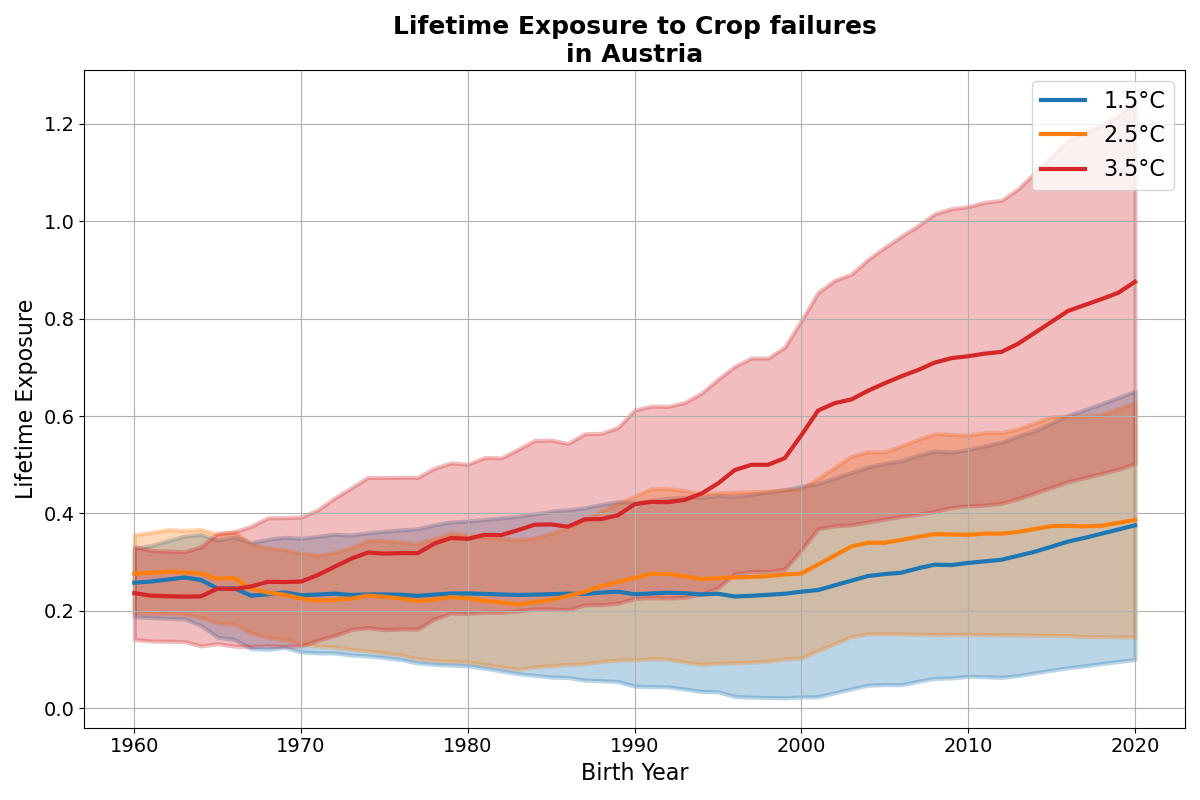 Lifetime Exposure to Crop failures
in Austria
1.5°C
2.5°C
3.5°C
Lifetime Exposure
1.2
1.0
0.8
0.6
0.4
0.2
0.0
1960 1970 1980 1990 2000 2010 2020
Birth Year